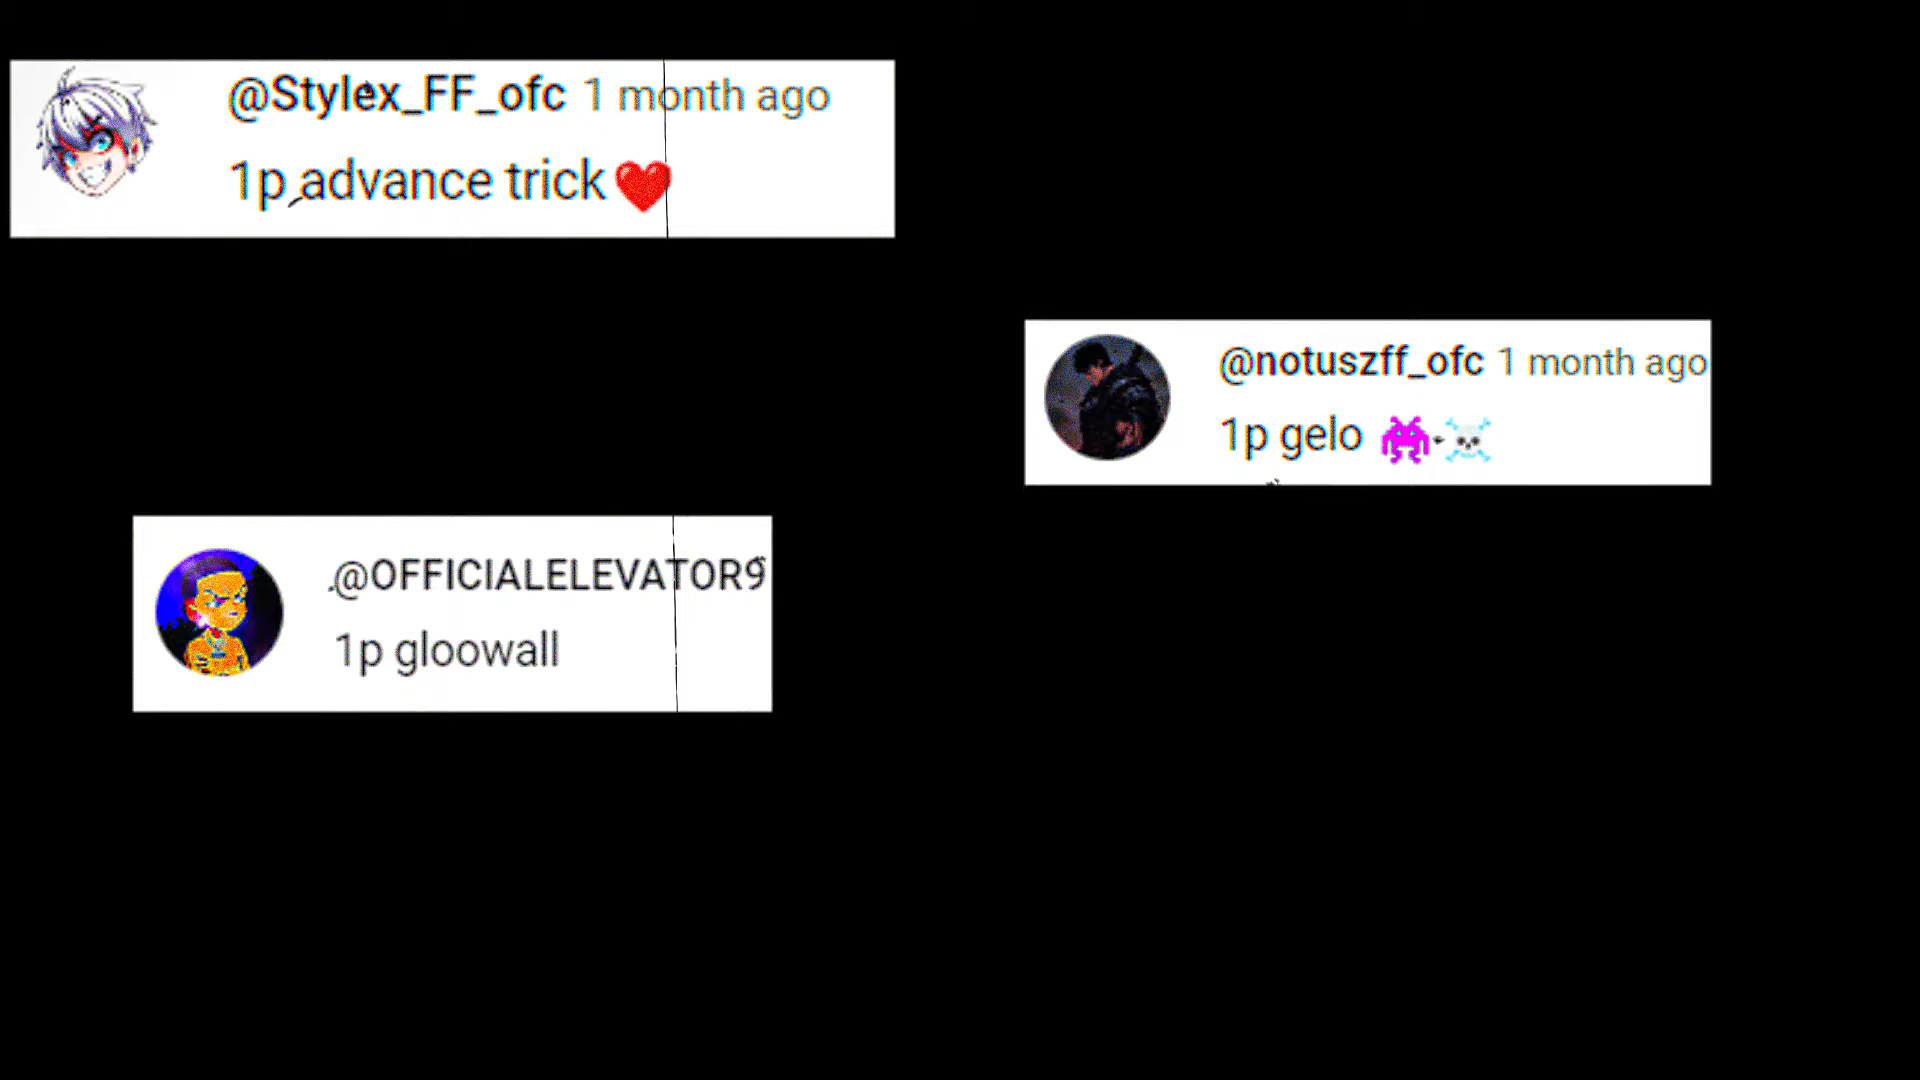 @Stylex_FF_ofc 1 month ago
1p advance trick ❤️
@notuszff_ofc 1 month ago
1p gelo 👾☠️
@OFFICIALELEVATOR9
1p gloowall